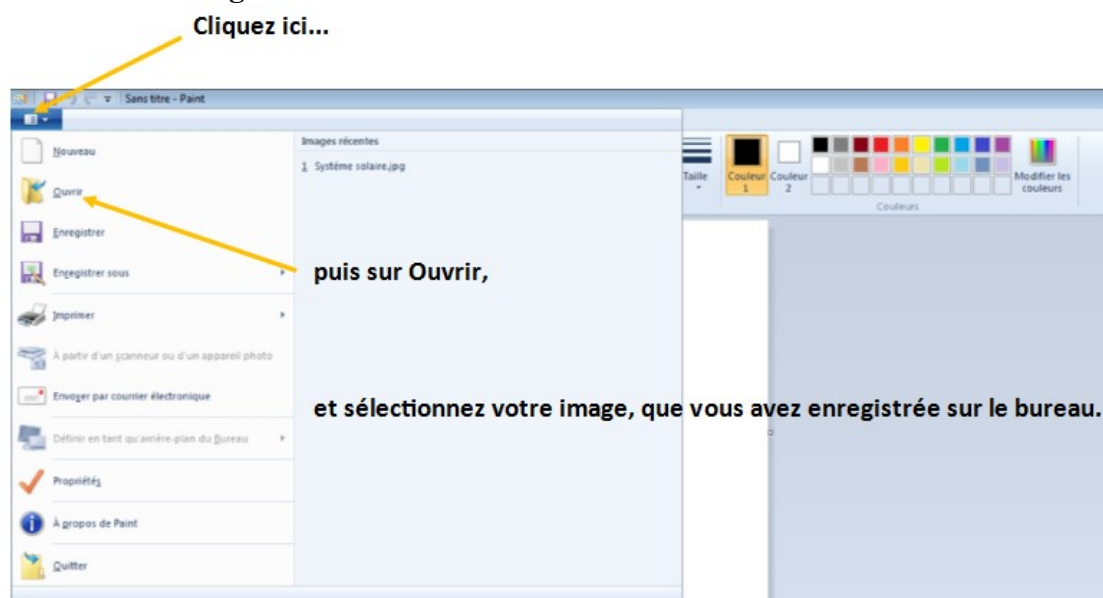 Cliquez ici...
Sans titre - Paint
Nouveau
Images récentes
1 Système solaire.jpg
Ouvrir
Taille
Couleur 1
Couleur 2
Modifier les couleurs
Couleurs
Enregistrer
Enregistrer sous
puis sur Ouvrir,
Imprimer
À partir d'un scanneur ou d'un appareil photo
Envoyer par courrier électronique
et sélectionnez votre image, que vous avez enregistrée sur le bureau.
Définir en tant qu'arrière-plan du Bureau
Propriétés
À propos de Paint
Quitter